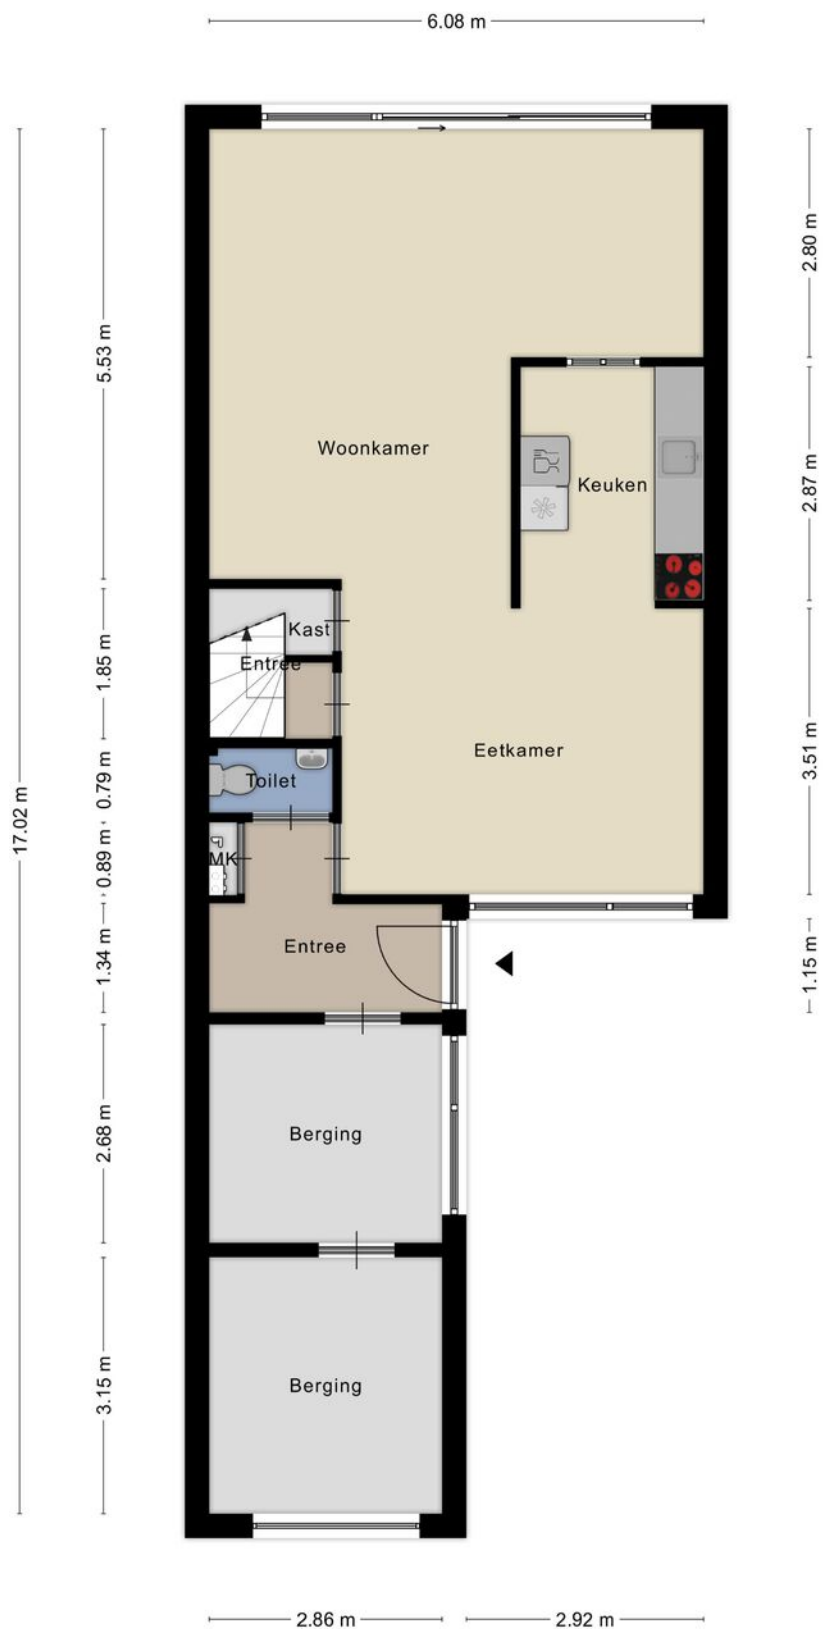 6.08 m
2.80 m
5.53 m
Woonkamer
2.87 m
Keuken
Kast
Entree
1.85 m
3.51 m
Eetkamer
0.79 m
Toilet
17.02 m
0.89 m
MK
Entree
1.34 m
1.15 m
2.68 m
Berging
3.15 m
Berging
2.86 m
2.92 m